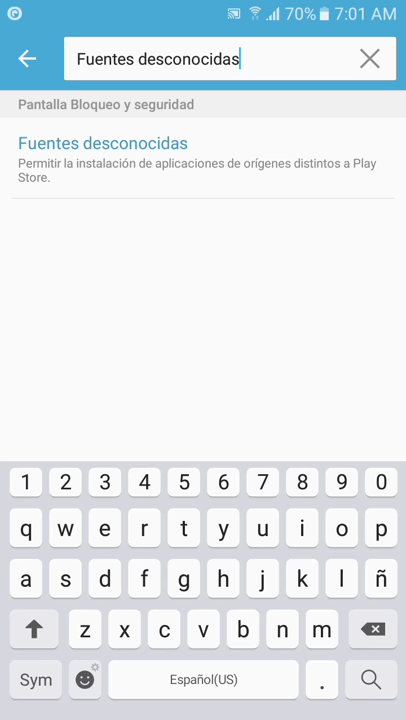 70% 7:01 AM
Fuentes desconocidas
Pantalla Bloqueo y seguridad
Fuentes desconocidas
Permitir la instalación de aplicaciones de orígenes distintos a Play
Store.
1 2 3 4 5 6 7 8 9 0
q w e r t y u i o p
a s d f g h j k l ñ
z x c v b n m
Sym Español(US) .